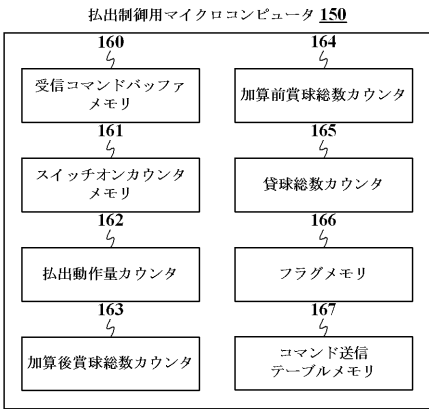 払出制御用マイクロコンピュータ 150
160
受信コマンドバッファ
メモリ
161
スイッチオンカウンタ
メモリ
162
払出動作量カウンタ
163
加算後賞球総数カウンタ
164
加算前賞球総数カウンタ
165
貸球総数カウンタ
166
フラグメモリ
167
コマンド送信
テーブルメモリ